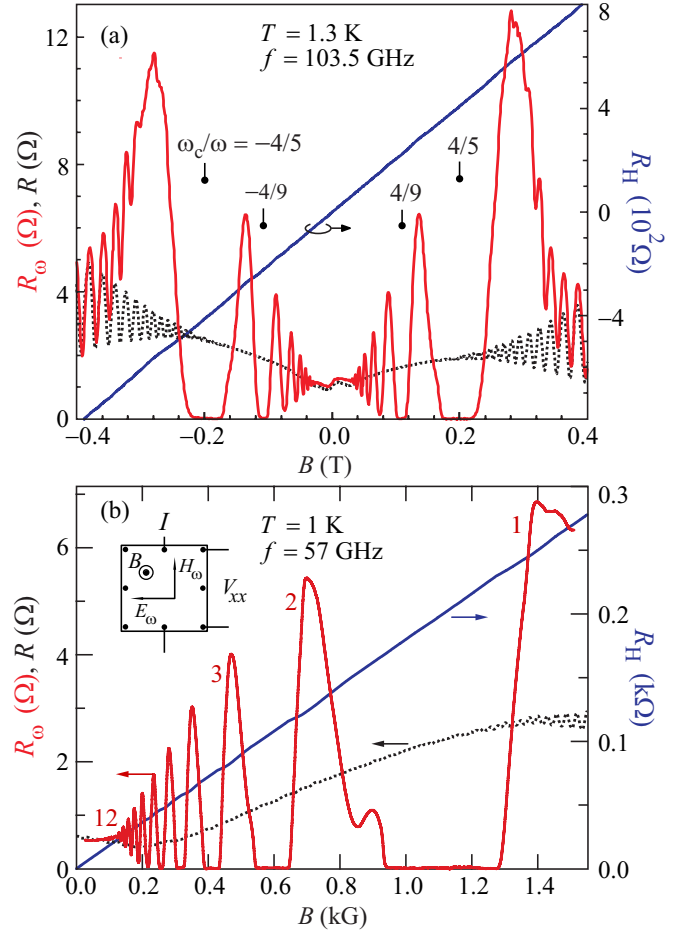 (a)
T = 1.3 K
f = 103.5 GHz
ω_c/ω = −4/5
−4/9
4/9
4/5
12
8
4
0
R_ω (Ω), R (Ω)
8
4
0
−4
R_H (10² Ω)
−0.4
−0.2
0.0
0.2
0.4
B (T)
(b)
T = 1 K
f = 57 GHz
I
B
H_ω
E_ω
V_xx
1
2
3
12
6
4
2
0
R_ω (Ω), R (Ω)
0.3
0.2
0.1
0.0
R_H (kΩ)
0.0
0.2
0.4
0.6
0.8
1.0
1.2
1.4
B (kG)